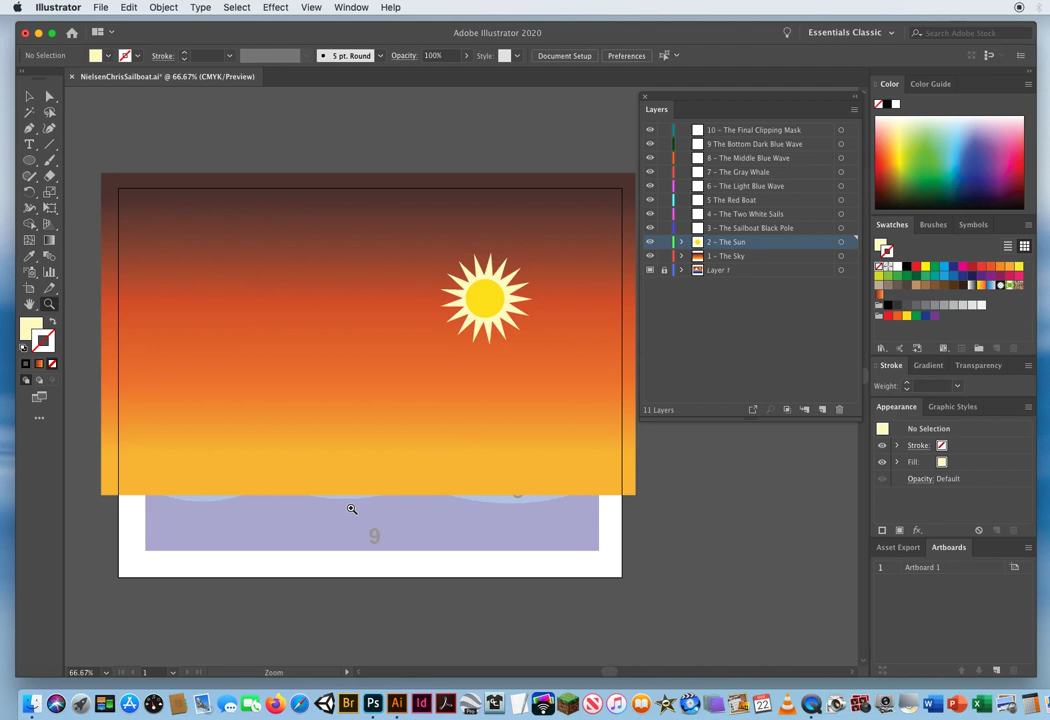 Illustrator File Edit Object Type Select Effect View Window Help
Adobe Illustrator 2020
Essentials Classic
Search Adobe Stock
No Selection
Stroke:
5 pt. Round
Opacity: 100%
Style:
Document Setup
Preferences
NielsenChrisSailboat.ai* @ 66.67% (CMYK/Preview)
Layers
10 - The Final Clipping Mask
9 The Bottom Dark Blue Wave
8 - The Middle Blue Wave
7 - The Gray Whale
6 - The Light Blue Wave
5 The Red Boat
4 - The Two White Sails
3 - The Sailboat Black Pole
2 - The Sun
1 - The Sky
Layer 1
11 Layers
9
Color
Color Guide
Swatches
Brushes
Symbols
Stroke
Gradient
Transparency
Weight:
Appearance
Graphic Styles
No Selection
Stroke:
Fill:
Opacity: Default
Asset Export
Artboards
1 Artboard 1
66.67%
1
Zoom
Br
Ps
Ai
Id
22